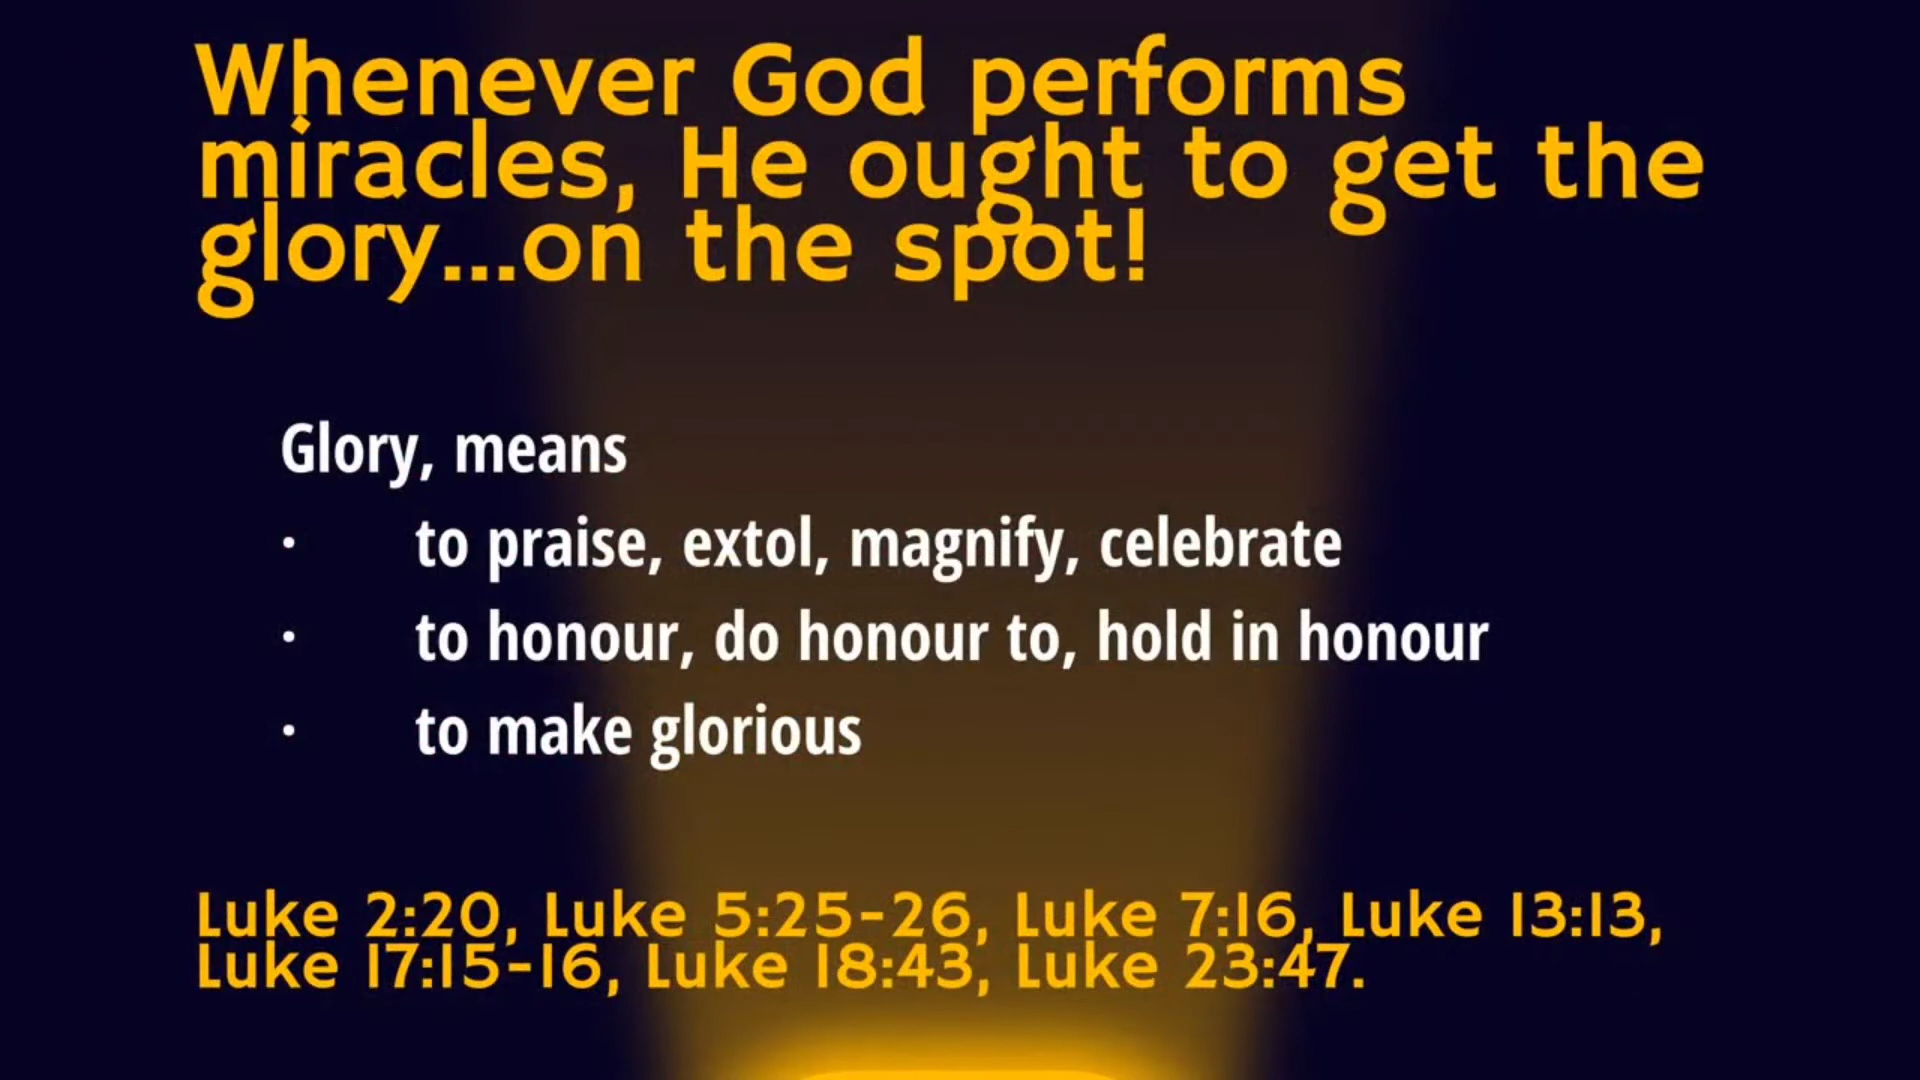 Whenever God performs
miracles, He ought to get the
glory...on the spot!
Glory, means
· to praise, extol, magnify, celebrate
· to honour, do honour to, hold in honour
· to make glorious
Luke 2:20, Luke 5:25-26, Luke 7:16, Luke 13:13,
Luke 17:15-16, Luke 18:43, Luke 23:47.